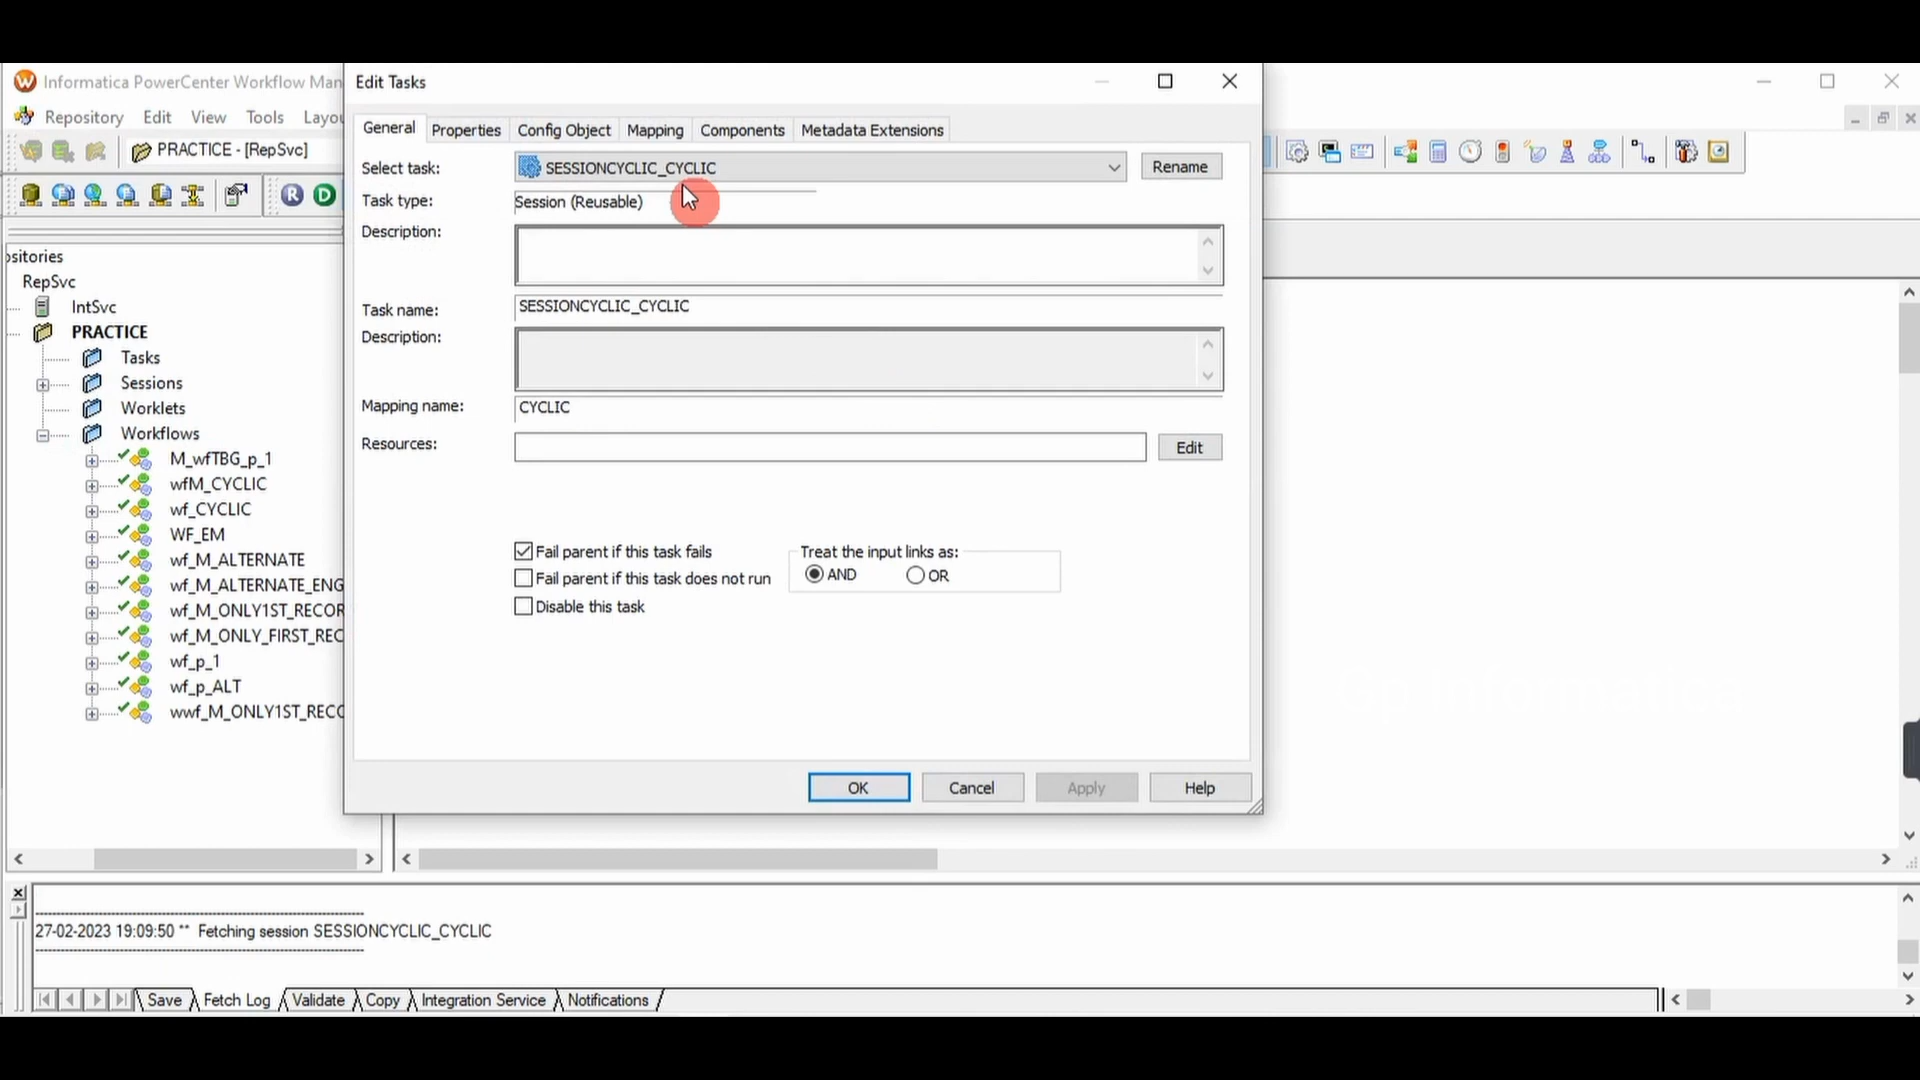 Informatica PowerCenter Workflow Man
Edit Tasks
Repository Edit View Tools Layou
General Properties Config Object Mapping Components Metadata Extensions
PRACTICE - [RepSvc]
Select task: SESSIONCYCLIC_CYCLIC Rename
Task type: Session (Reusable)
Description:
Task name: SESSIONCYCLIC_CYCLIC
Description:
Mapping name: CYCLIC
Resources: Edit
Fail parent if this task fails
Fail parent if this task does not run
Disable this task
Treat the input links as:
AND OR
OK Cancel Apply Help
R D
ositories
RepSvc
IntSvc
PRACTICE
Tasks
Sessions
Worklets
Workflows
M_wfTBG_p_1
wfM_CYCLIC
wf_CYCLIC
WF_EM
wf_M_ALTERNATE
wf_M_ALTERNATE_ENG
wf_M_ONLY1ST_RECOR
wf_M_ONLY_FIRST_REC
wf_p_1
wf_p_ALT
wwf_M_ONLY1ST_RECO
Gp Informatica
27-02-2023 19:09:50 ** Fetching session SESSIONCYCLIC_CYCLIC
Save Fetch Log Validate Copy Integration Service Notifications